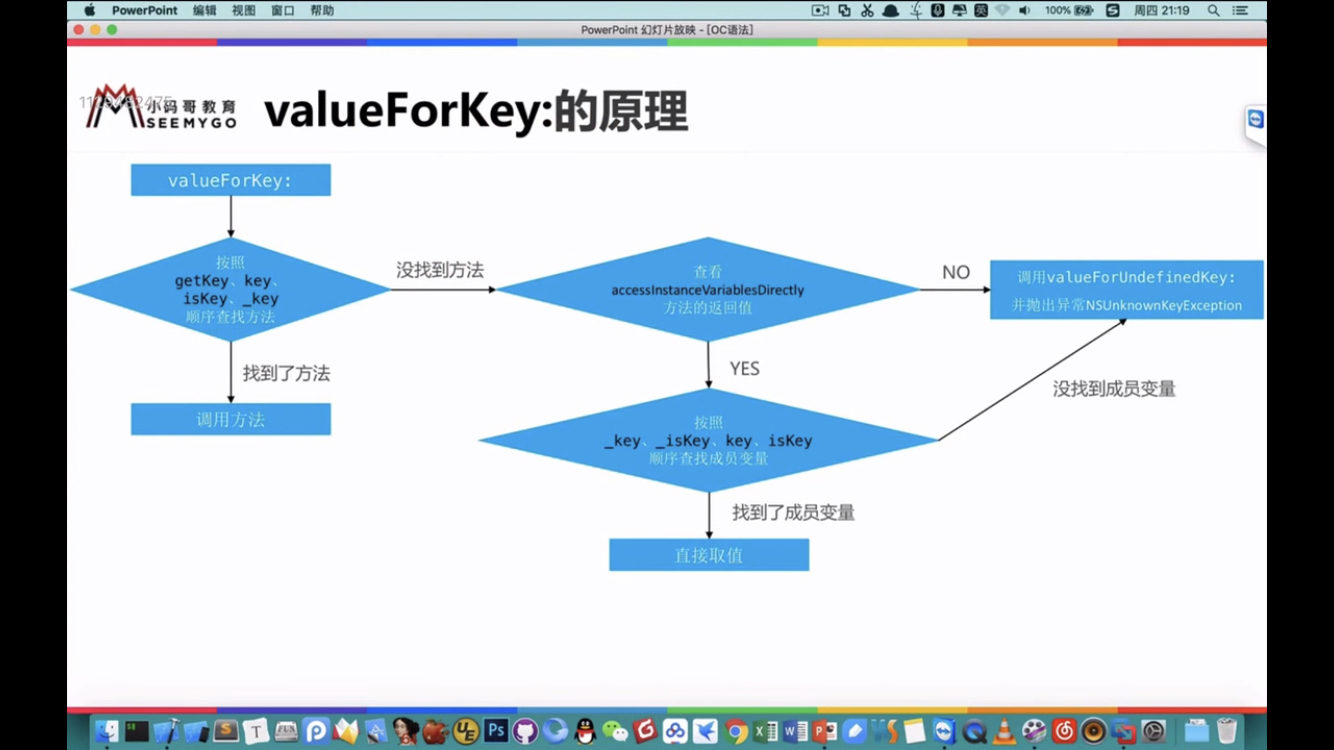 PowerPoint 编辑 视图 窗口 帮助
100%
周四 21:19
PowerPoint 幻灯片放映 - [OC语法]
小码哥教育
SEEMYGO
valueForKey:的原理
valueForKey:
按照
getKey、key、
isKey、_key
顺序查找方法
没找到方法
查看
accessInstanceVariablesDirectly
方法的返回值
NO
调用valueForUndefinedKey:
并抛出异常NSUnknownKeyException
找到了方法
调用方法
YES
按照
_key、_isKey、key、isKey
顺序查找成员变量
没找到成员变量
找到了成员变量
直接取值